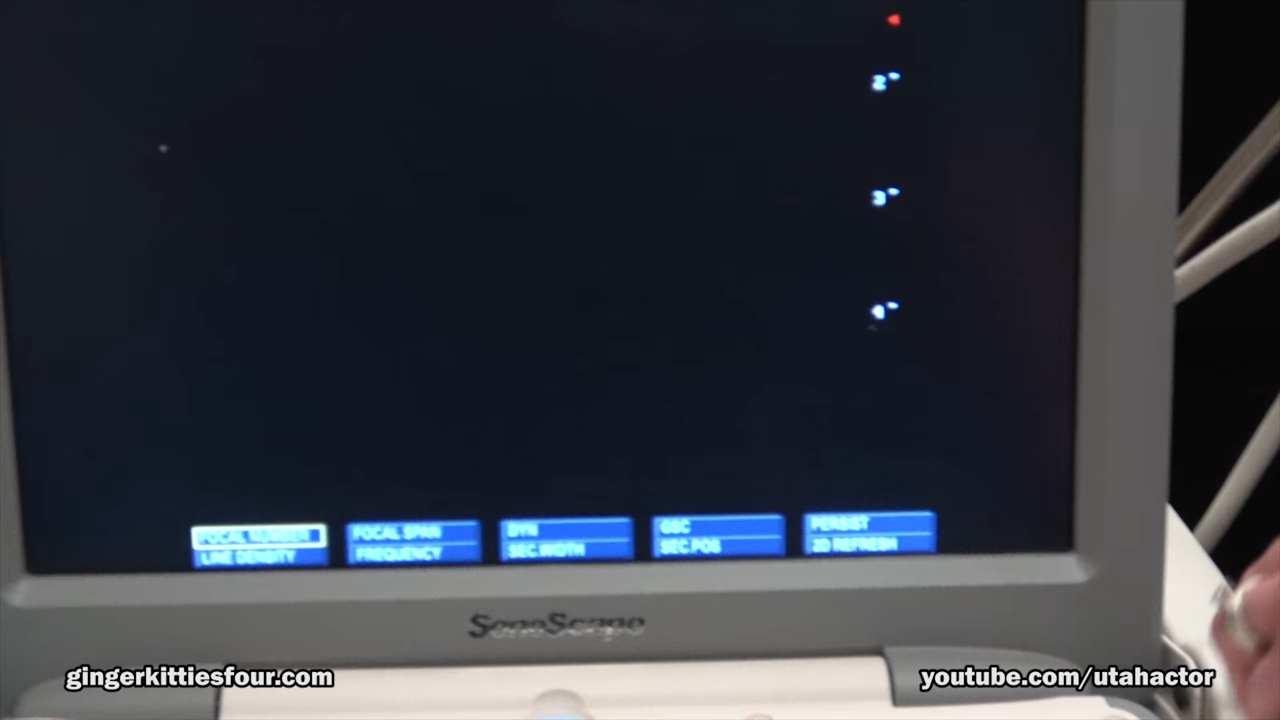 2
3
4
FOCAL NUMBER
FOCAL SPAN
DYN
GSC
PERSIST
LINE DENSITY
FREQUENCY
SEC.WIDTH
SEC.POS
2D REFRESH
SonoScape
gingerkittiesfour.com
youtube.com/utahactor